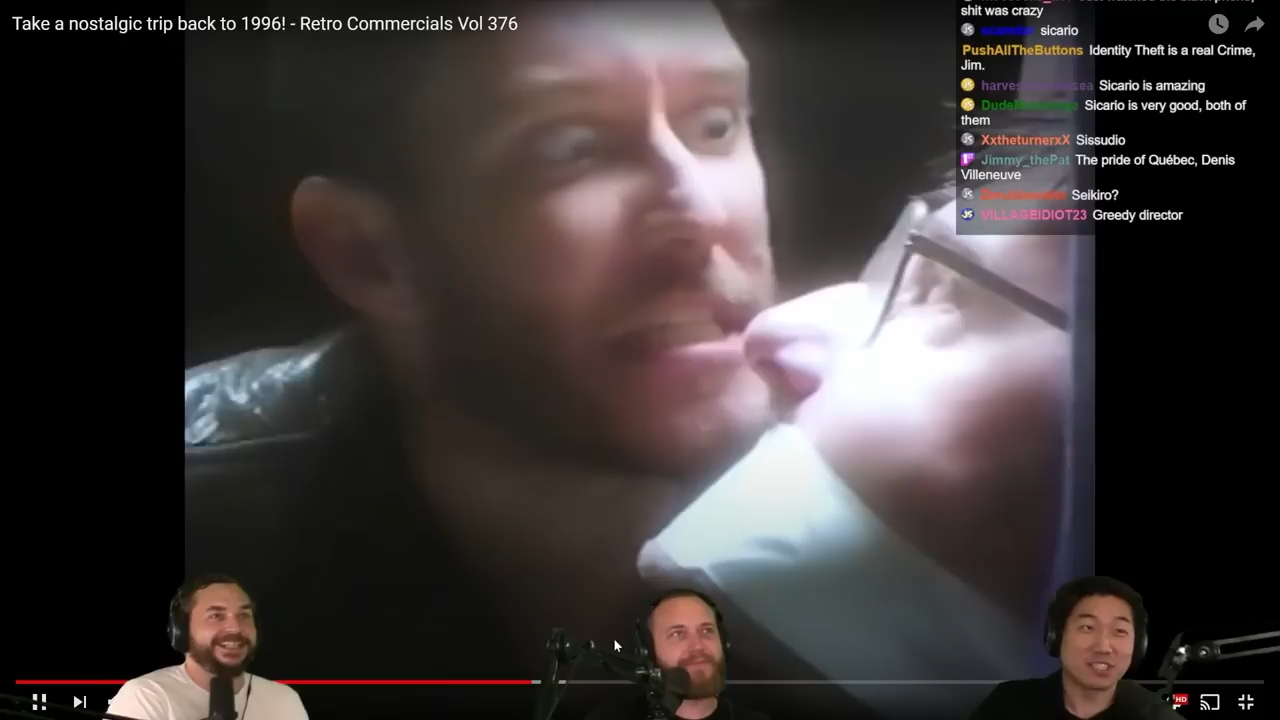 Take a nostalgic trip back to 1996! - Retro Commercials Vol 376
shit was crazy
sicario
PushAllTheButtons Identity Theft is a real Crime,
Jim.
Sicario is amazing
Sicario is very good, both of
them
XxtheturnerxX Sissudio
Jimmy_thePat The pride of Québec, Denis
Villeneuve
Seikiro?
VILLAGEIDIOT23 Greedy director
HD